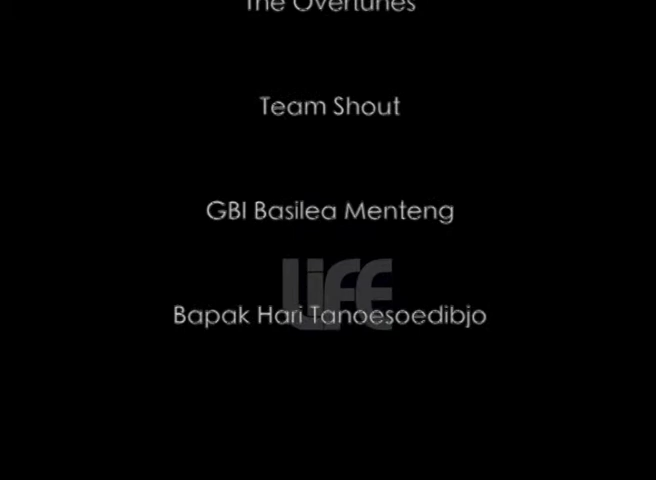 The Overtunes
Team Shout
GBI Basilea Menteng
LiFE
Bapak Hari Tanoesoedibjo